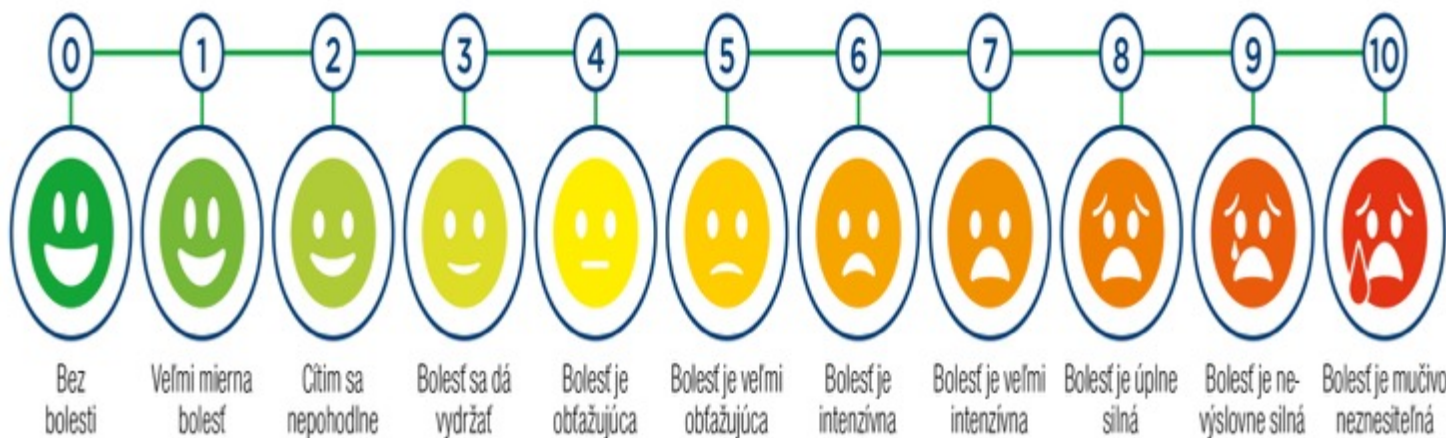 0 1 2 3 4 5 6 7 8 9 10
Bez
bolesti
Veľmi mierna
bolesť
Cítim sa
nepohodlne
Bolesť sa dá
vydržať
Bolesť je
obťažujúca
Bolesť je veľmi
obťažujúca
Bolesť je
intenzívna
Bolesť je veľmi
intenzívna
Bolesť je úplne
silná
Bolesť je ne-
výslovne silná
Bolesť je mučivo
neznesiteľná